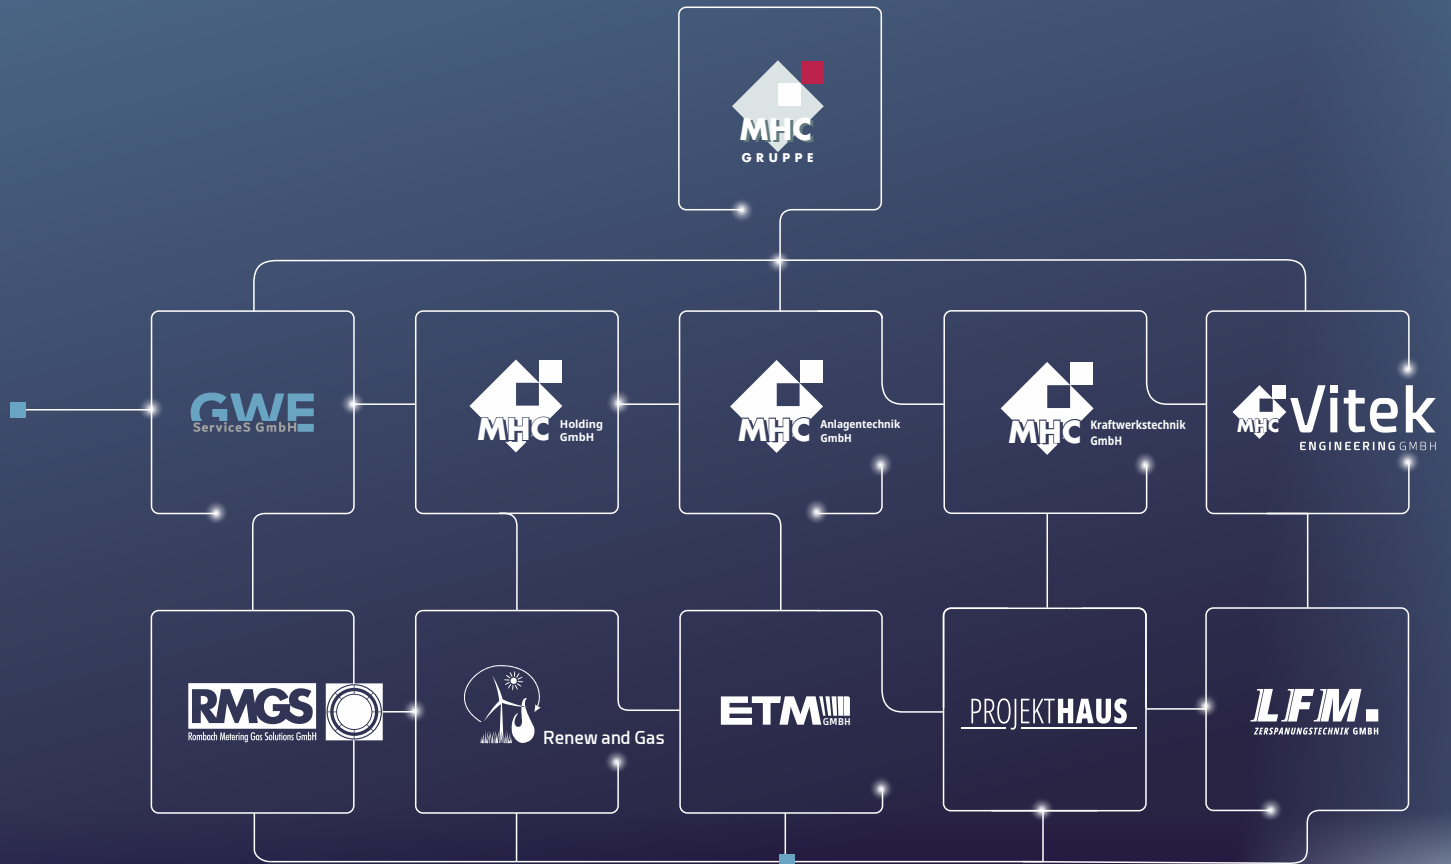 MHC
GRUPPE
GWE
ServiceS GmbH
MHC
Holding
GmbH
MHC
Anlagentechnik
GmbH
MHC
Kraftwerkstechnik
GmbH
MHC
Vitek
ENGINEERING GMBH
RMGS
Rombach Metering Gas Solutions GmbH
Renew and Gas
ETM
GMBH
PROJEKTHAUS
LFM.
ZERSPANUNGSTECHNIK GMBH